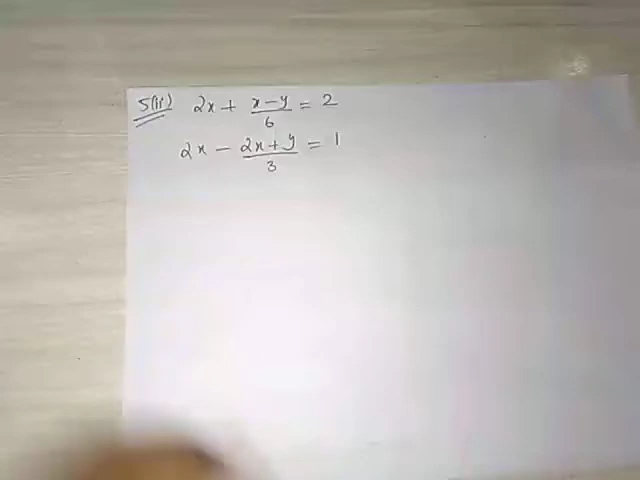 5(ii) 2x + (x-y)/6 = 2
2x - (2x+y)/3 = 1